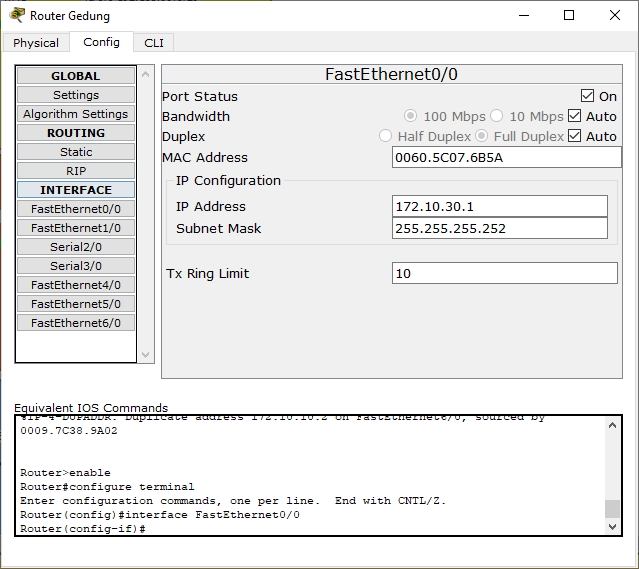 Router Gedung
Physical Config CLI
GLOBAL
Settings
Algorithm Settings
ROUTING
Static
RIP
INTERFACE
FastEthernet0/0
FastEthernet1/0
Serial2/0
Serial3/0
FastEthernet4/0
FastEthernet5/0
FastEthernet6/0
FastEthernet0/0
Port Status On
Bandwidth 100 Mbps 10 Mbps Auto
Duplex Half Duplex Full Duplex Auto
MAC Address 0060.5C07.6B5A
IP Configuration
IP Address 172.10.30.1
Subnet Mask 255.255.255.252
Tx Ring Limit 10
Equivalent IOS Commands
%IP-4-DUPADDR: Duplicate address 172.10.10.2 on FastEthernet6/0, sourced by
0009.7C38.9A02
Router>enable
Router#configure terminal
Enter configuration commands, one per line. End with CNTL/Z.
Router(config)#interface FastEthernet0/0
Router(config-if)#